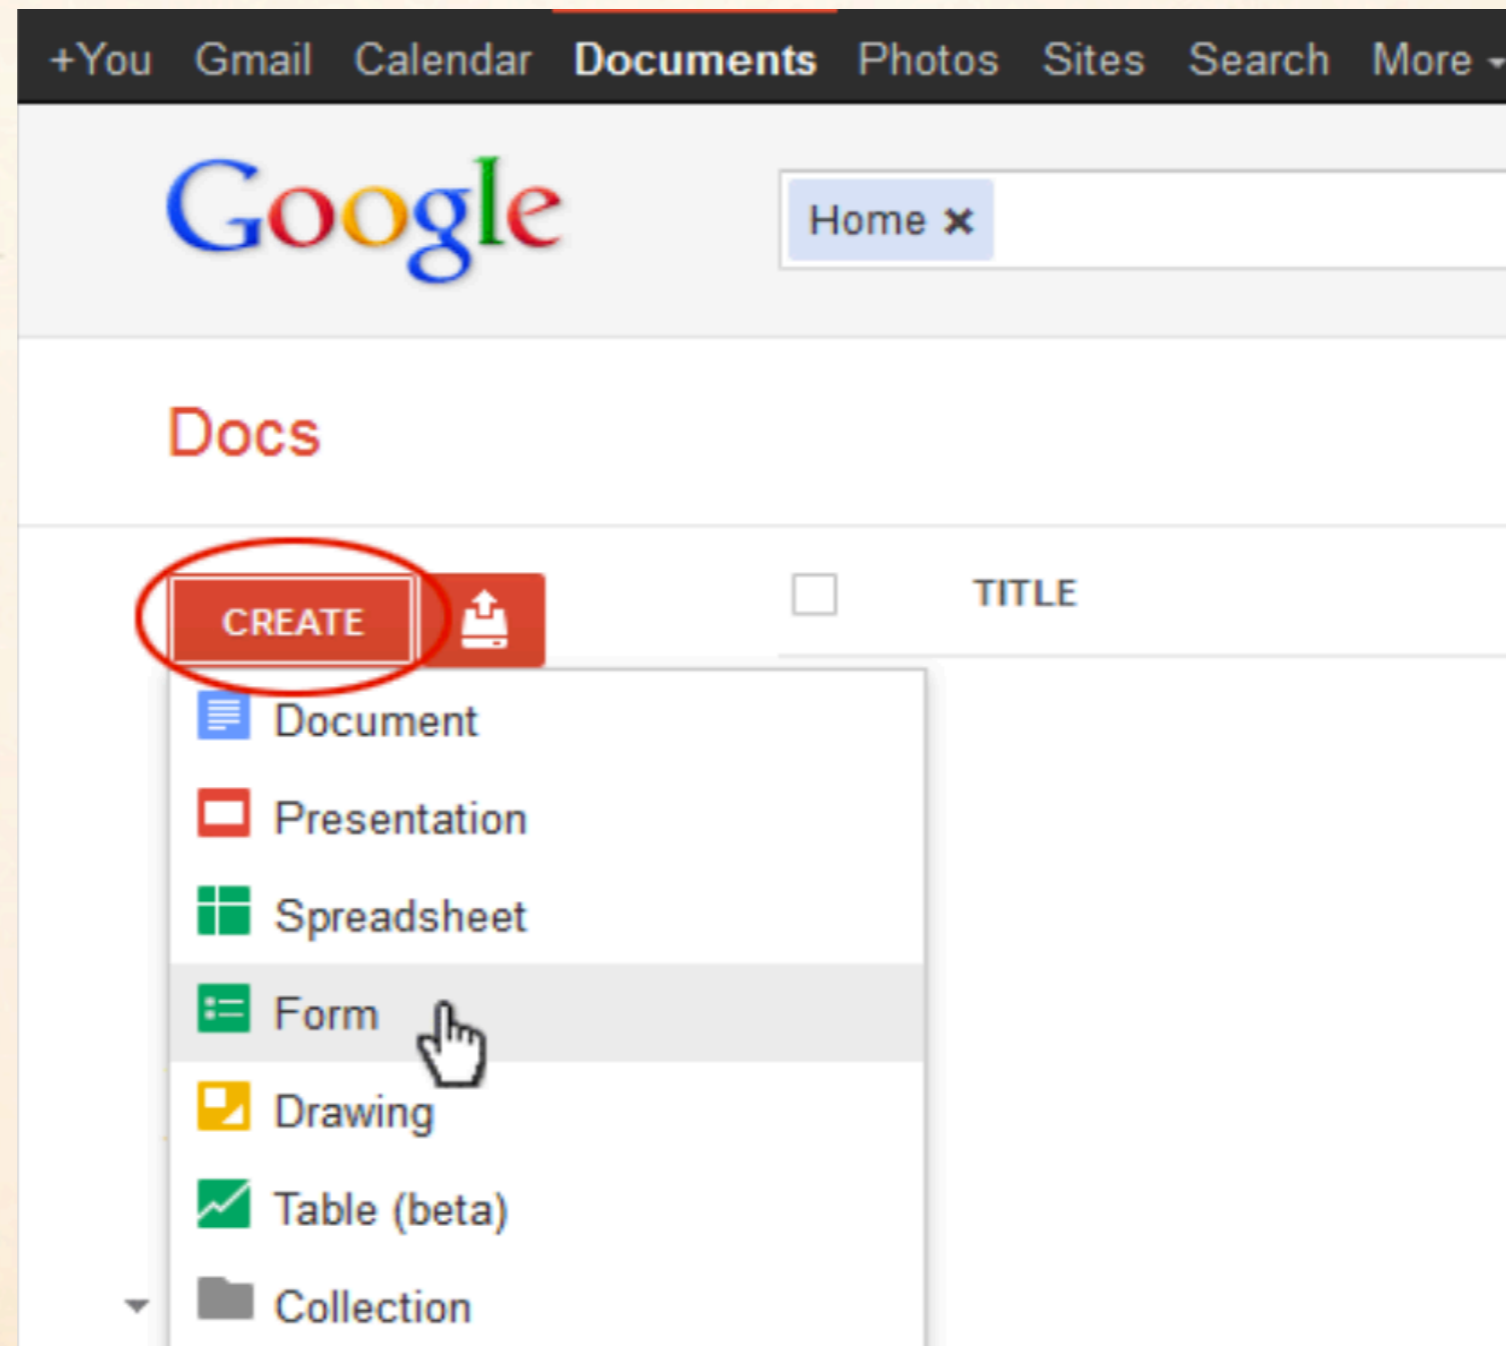 +You Gmail Calendar Documents Photos Sites Search More
Google
Home
Docs
CREATE
TITLE
Document
Presentation
Spreadsheet
Form
Drawing
Table (beta)
Collection